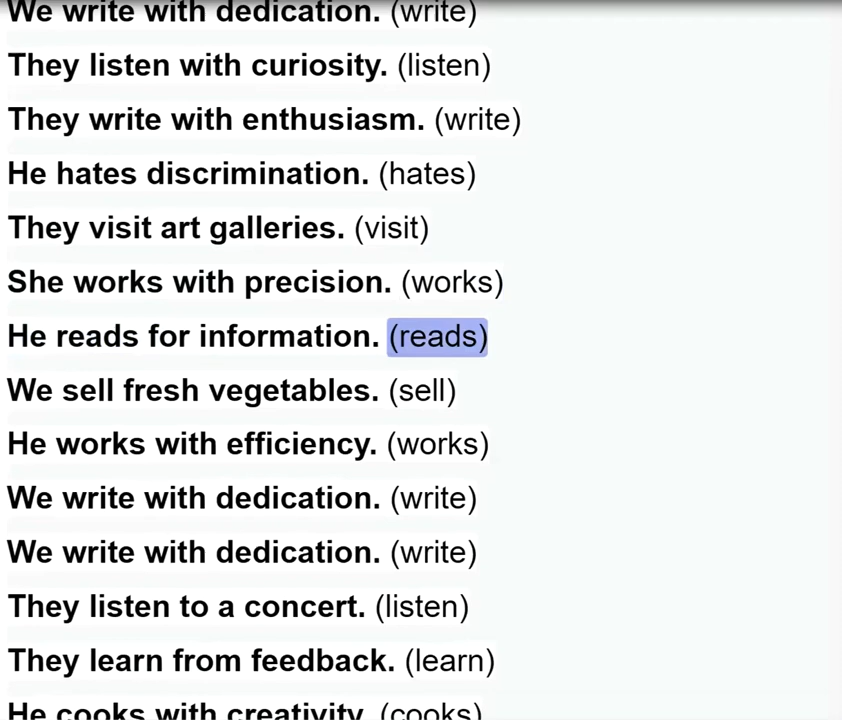 We write with dedication. (write)
They listen with curiosity. (listen)
They write with enthusiasm. (write)
He hates discrimination. (hates)
They visit art galleries. (visit)
She works with precision. (works)
He reads for information. (reads)
We sell fresh vegetables. (sell)
He works with efficiency. (works)
We write with dedication. (write)
We write with dedication. (write)
They listen to a concert. (listen)
They learn from feedback. (learn)
He cooks with creativity. (cooks)